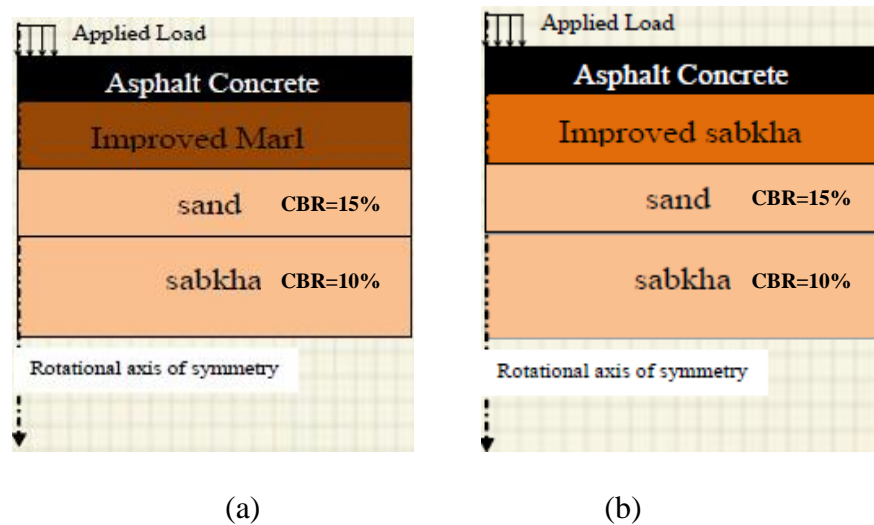 Applied Load
Asphalt Concrete
Improved Marl
sand CBR=15%
sabkha CBR=10%
Rotational axis of symmetry
(a)
Applied Load
Asphalt Concrete
Improved sabkha
sand CBR=15%
sabkha CBR=10%
Rotational axis of symmetry
(b)